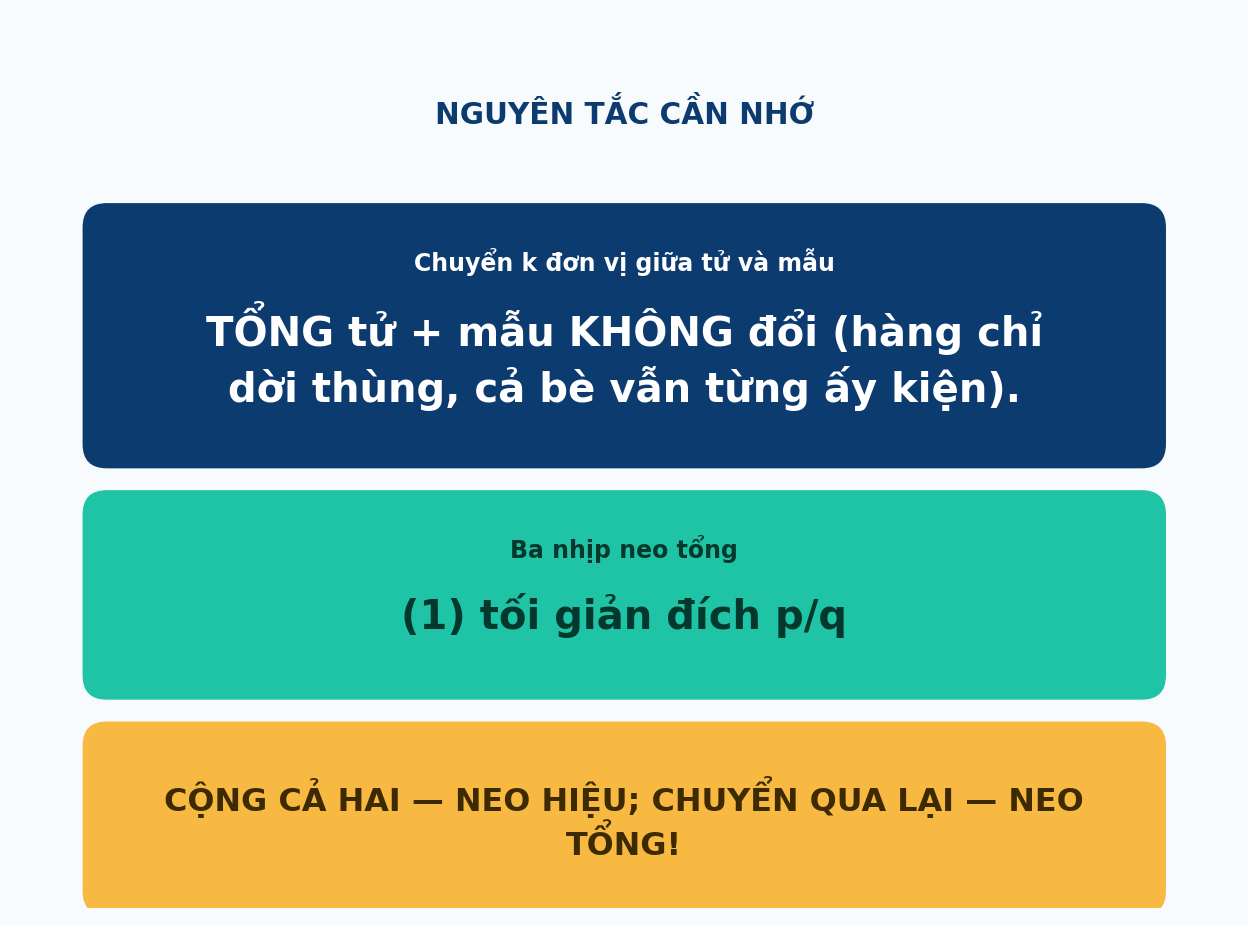 NGUYÊN TẮC CẦN NHỚ
Chuyển k đơn vị giữa tử và mẫu
TỔNG tử + mẫu KHÔNG đổi (hàng chỉ
dời thùng, cả bè vẫn từng ấy kiện).
Ba nhịp neo tổng
(1) tối giản đích p/q
CỘNG CẢ HAI — NEO HIỆU; CHUYỂN QUA LẠI — NEO
TỔNG!